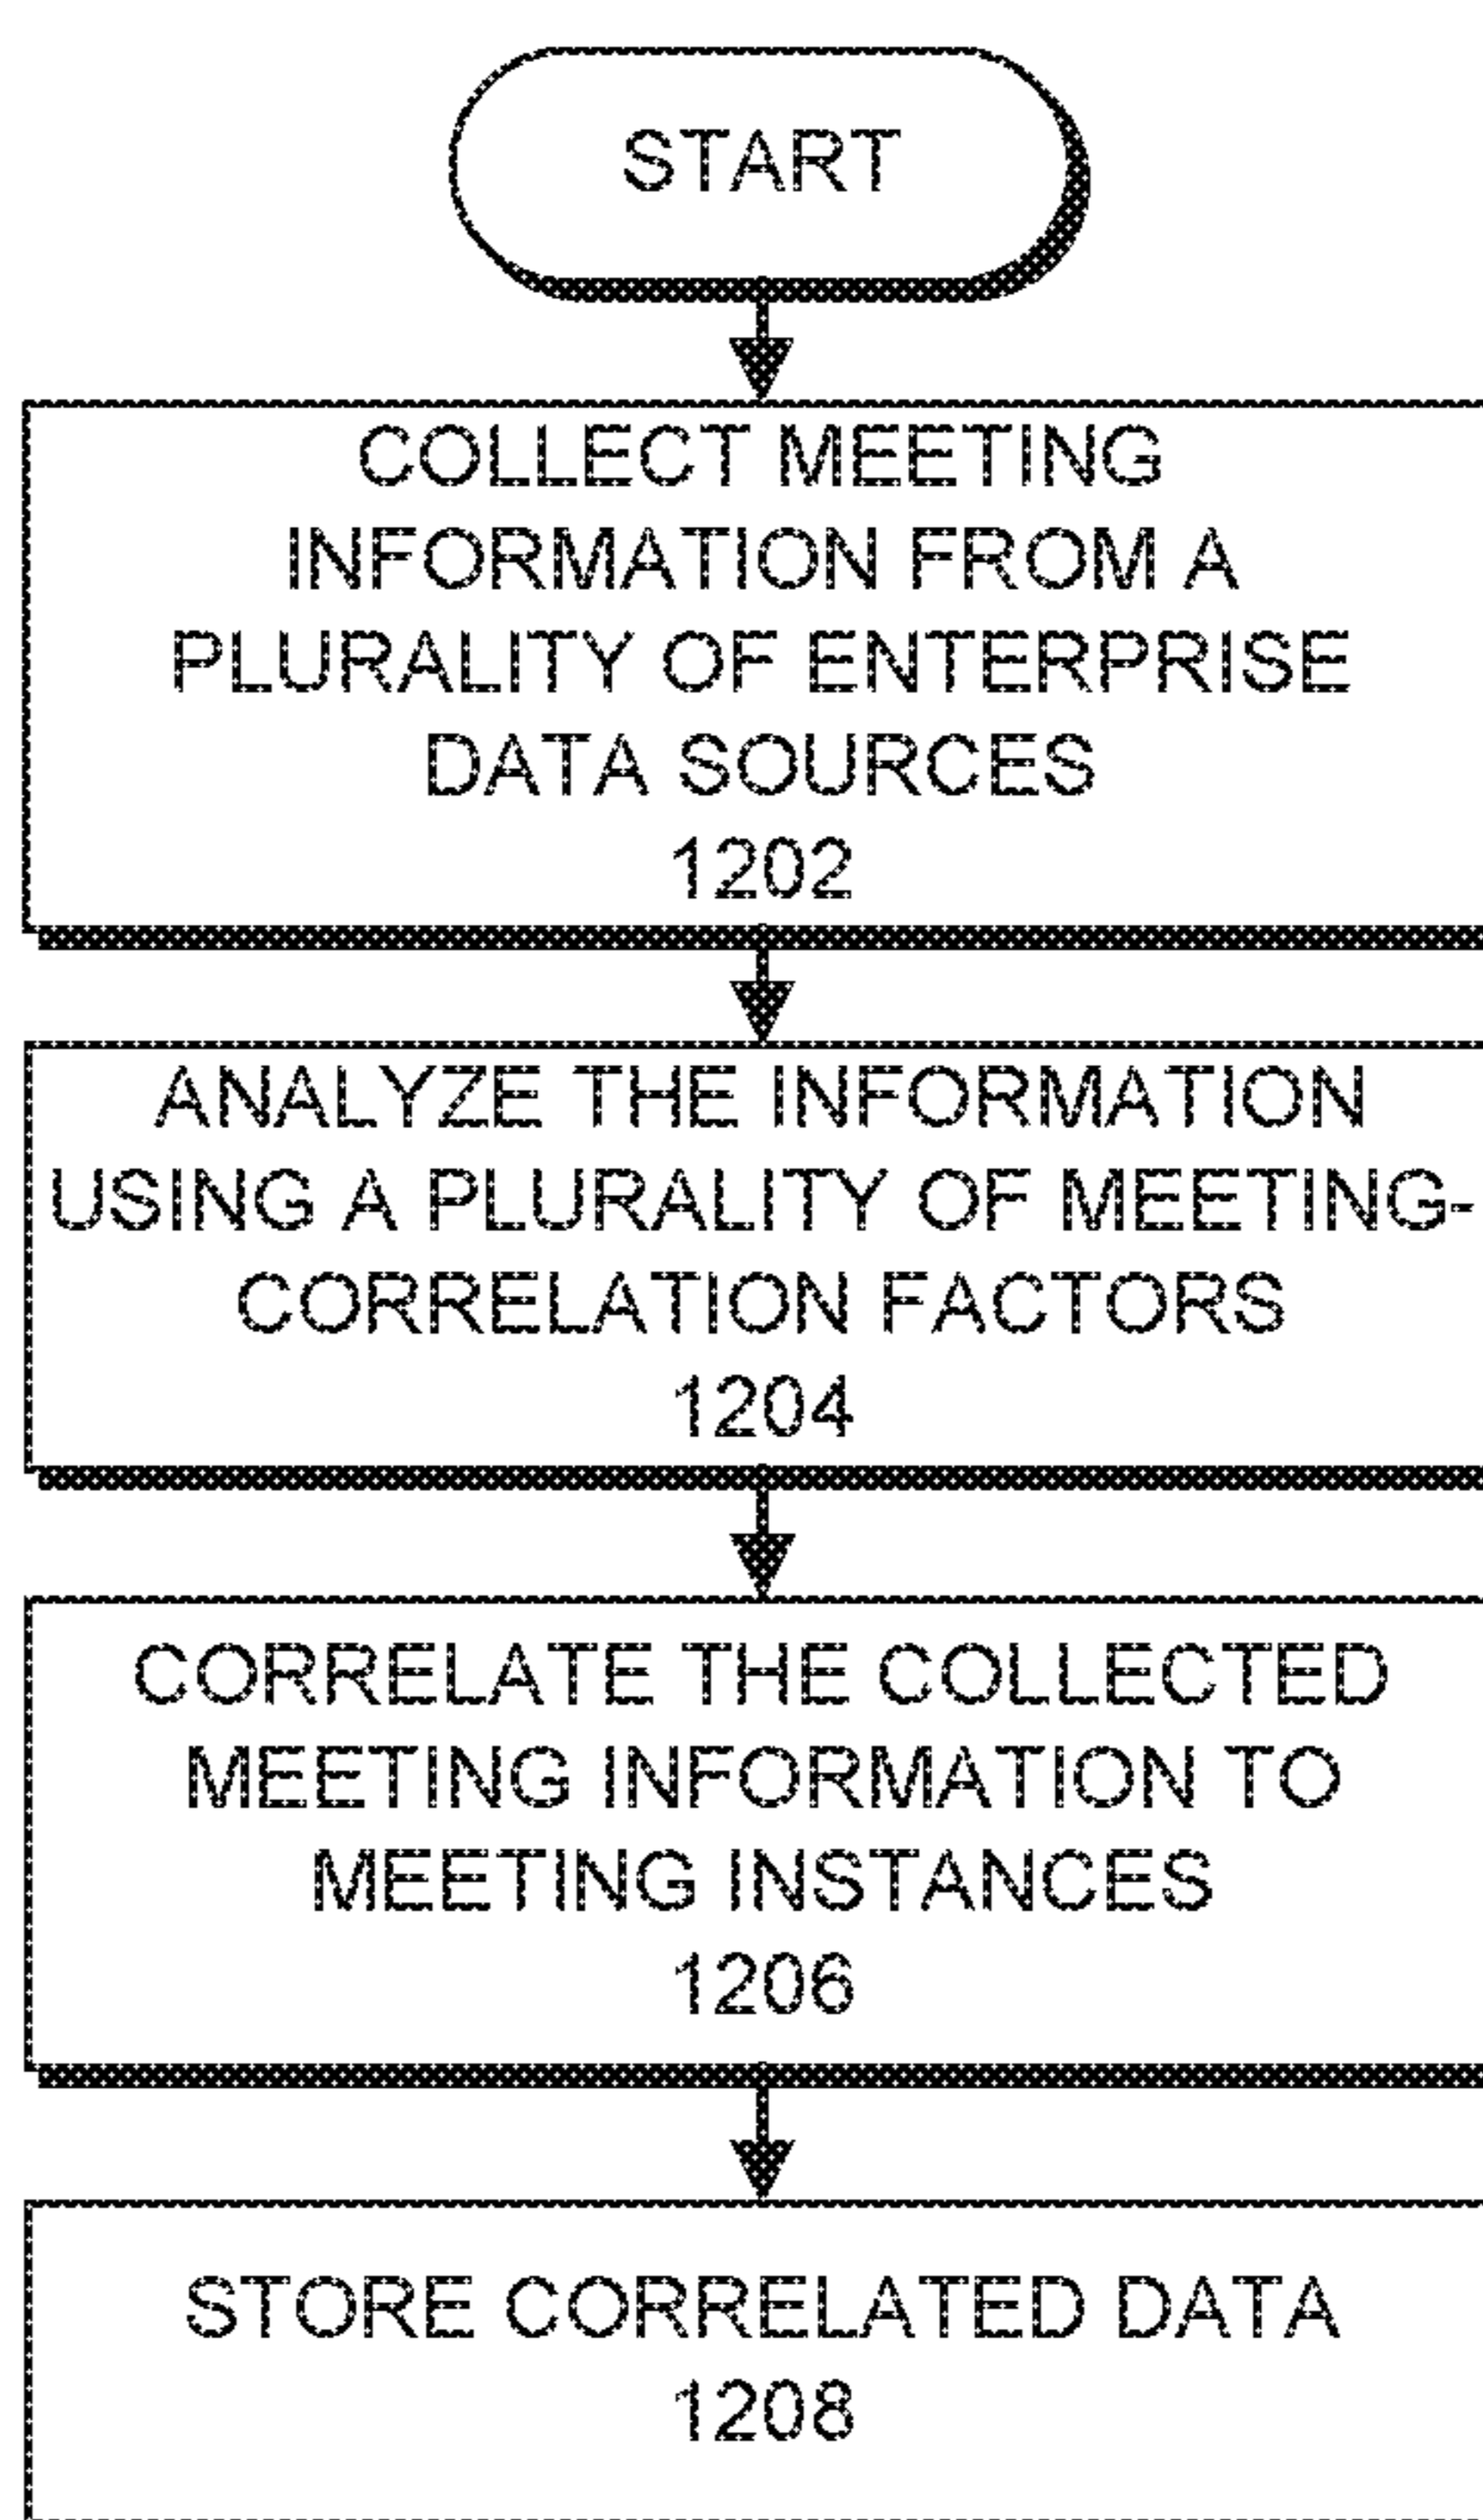 START
COLLECT MEETING
INFORMATION FROM A
PLURALITY OF ENTERPRISE
DATA SOURCES
1202
ANALYZE THE INFORMATION
USING A PLURALITY OF MEETING-
CORRELATION FACTORS
1204
CORRELATE THE COLLECTED
MEETING INFORMATION TO
MEETING INSTANCES
1206
STORE CORRELATED DATA
1208